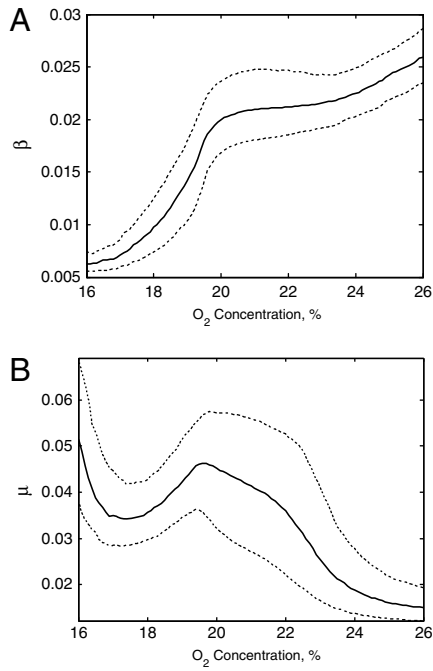 A
0.03
0.025
0.02
β
0.015
0.01
0.005
16 18 20 22 24 26
O2 Concentration, %
B
0.06
0.05
μ
0.04
0.03
0.02
16 18 20 22 24 26
O2 Concentration, %